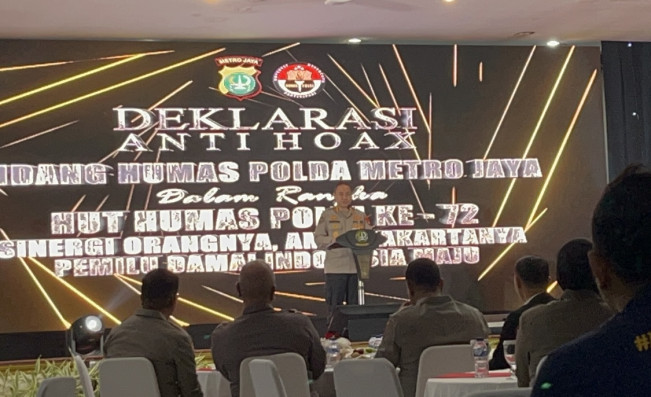 METRO JAYA
DEKLARASI
ANTI HOAX
IDANG HUMAS POLDA METRO JAYA
Dalam Rangka
HUT HUMAS KE-72
SINERGI ORANGNYA,
PEMILU DAMAI MAJU